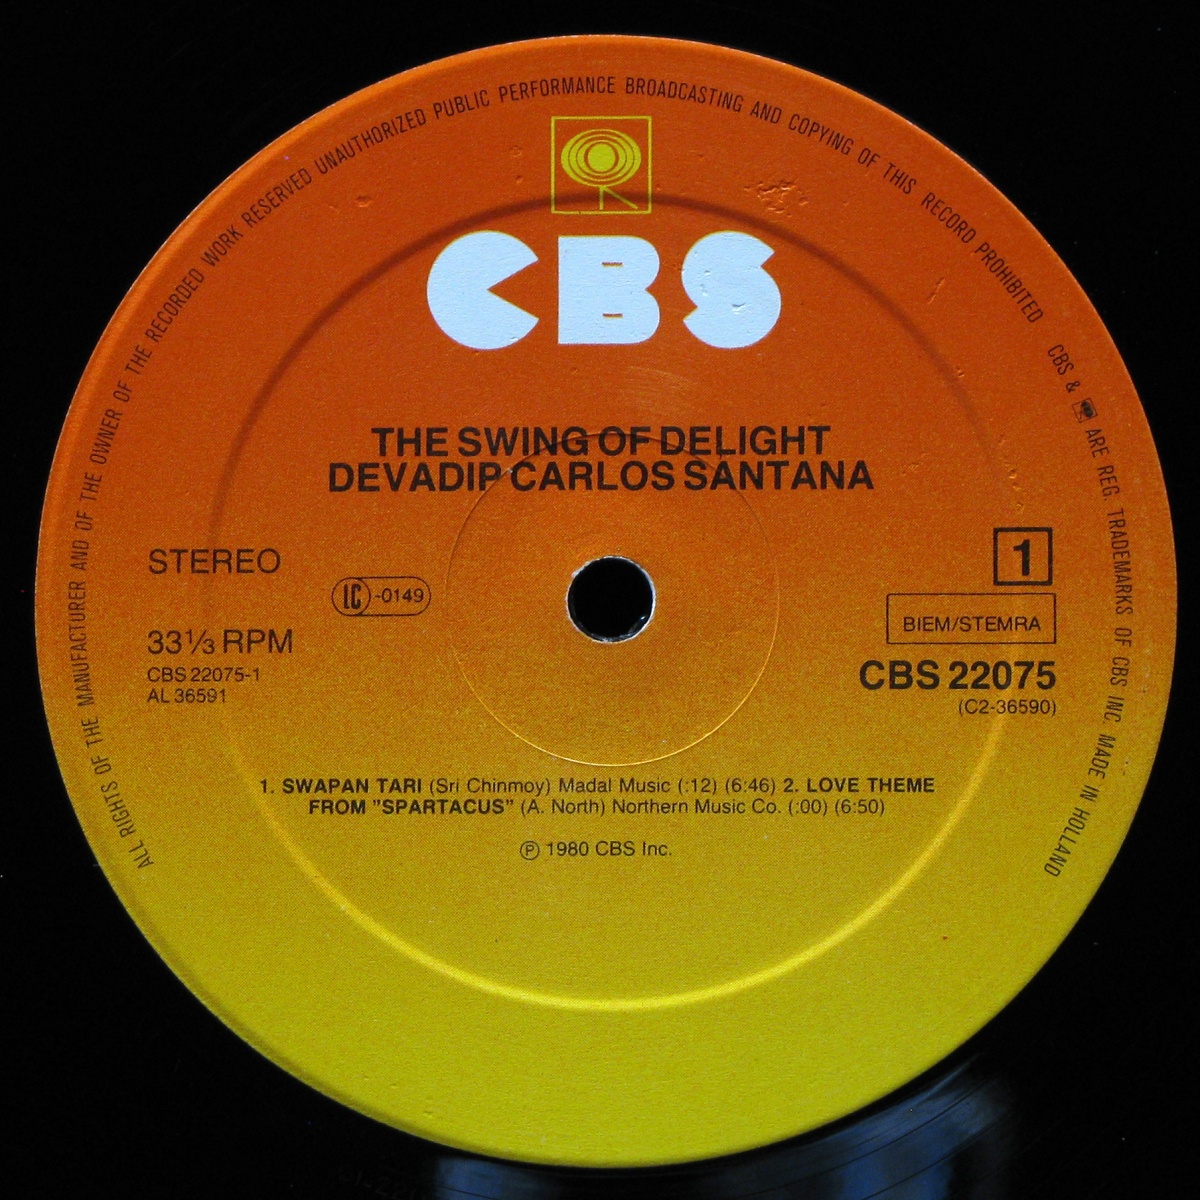 ALL RIGHTS OF THE MANUFACTURER AND OF THE OWNER OF THE RECORDED WORK RESERVED UNAUTHORIZED PUBLIC PERFORMANCE BROADCASTING AND COPYING OF THIS RECORD PROHIBITED CBS & ARE REG. TRADEMARKS OF CBS INC. MADE IN HOLLAND
CBS
THE SWING OF DELIGHT
DEVADIP CARLOS SANTANA
STEREO
1
LC-0149
BIEM/STEMRA
33⅓ RPM
CBS 22075
CBS 22075-1
AL 36591
(C2-36590)
1. SWAPAN TARI (Sri Chinmoy) Madal Music (:12) (6:46) 2. LOVE THEME
FROM "SPARTACUS" (A. North) Northern Music Co. (:00) (6:50)
℗ 1980 CBS Inc.